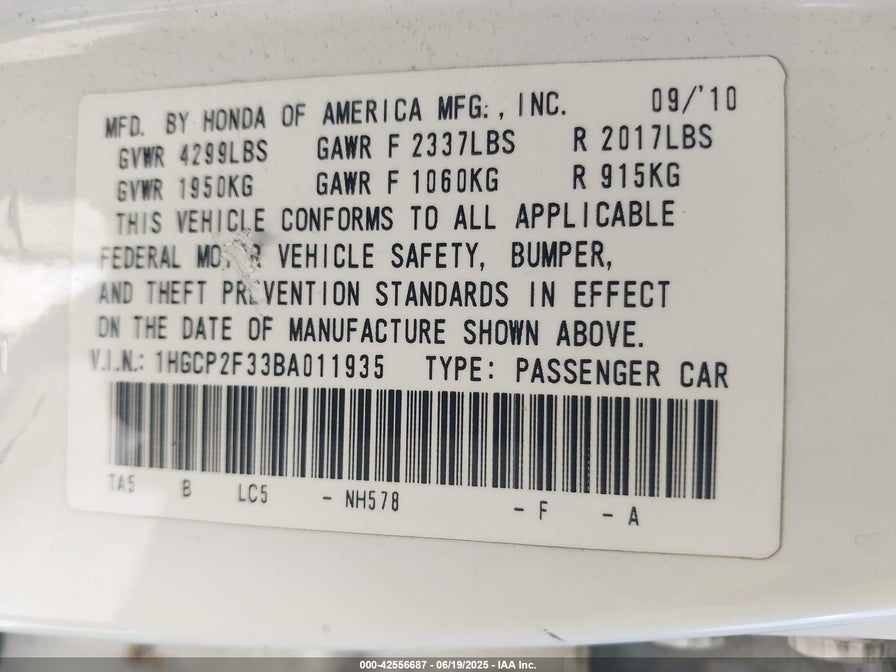 MFD. BY HONDA OF AMERICA MFG., INC. 09/'10
GVWR 4299LBS GAWR F 2337LBS R 2017LBS
GVWR 1950KG GAWR F 1060KG R 915KG
THIS VEHICLE CONFORMS TO ALL APPLICABLE
FEDERAL MOTOR VEHICLE SAFETY, BUMPER,
AND THEFT PREVENTION STANDARDS IN EFFECT
ON THE DATE OF MANUFACTURE SHOWN ABOVE.
V.I.N.: 1HGCP2F33BA011935 TYPE: PASSENGER CAR
TA5 B LC5 - NH578 - F - A
000-42556687 - 06/19/2025 - IAA Inc.